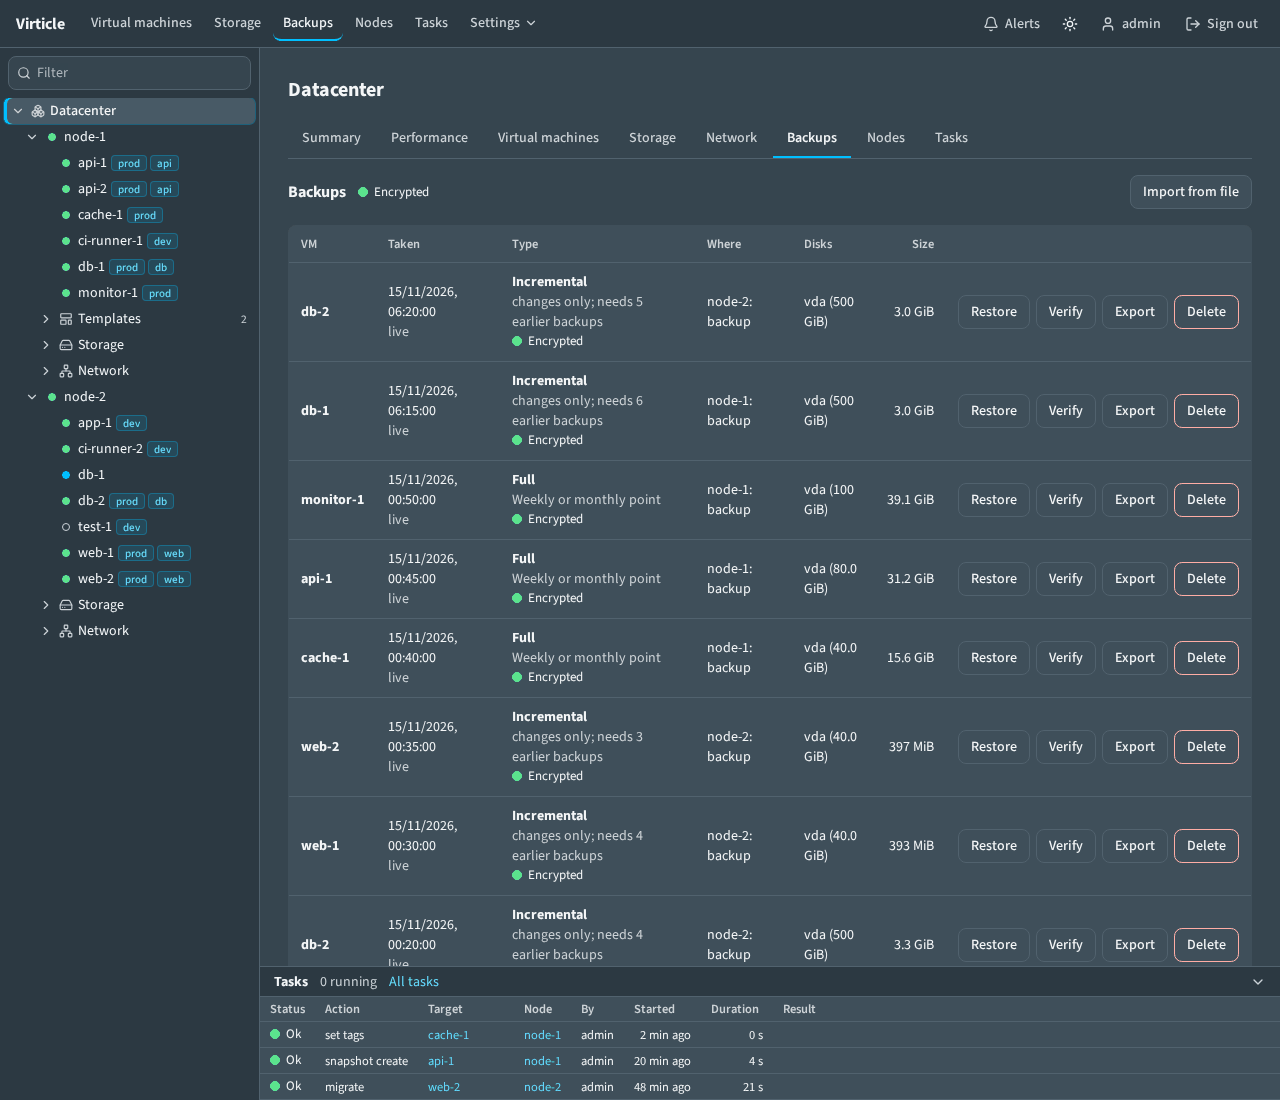 Virticle Virtual machines Storage Backups Nodes Tasks Settings Alerts admin Sign out
Filter
Datacenter
node-1
api-1 prod api
api-2 prod api
cache-1 prod
ci-runner-1 dev
db-1 prod db
monitor-1 prod
Templates 2
Storage
Network
node-2
app-1 dev
ci-runner-2 dev
db-1
db-2 prod db
test-1 dev
web-1 prod web
web-2 prod web
Storage
Network
Datacenter
Summary Performance Virtual machines Storage Network Backups Nodes Tasks
Backups Encrypted Import from file
VM Taken Type Where Disks Size
db-2
15/11/2026,
06:20:00
live
Incremental
changes only; needs 5
earlier backups
Encrypted
node-2:
backup
vda (500
GiB)
3.0 GiB
Restore Verify Export Delete
db-1
15/11/2026,
06:15:00
live
Incremental
changes only; needs 6
earlier backups
Encrypted
node-1:
backup
vda (500
GiB)
3.0 GiB
Restore Verify Export Delete
monitor-1
15/11/2026,
00:50:00
live
Full
Weekly or monthly point
Encrypted
node-1:
backup
vda (100
GiB)
39.1 GiB
Restore Verify Export Delete
api-1
15/11/2026,
00:45:00
live
Full
Weekly or monthly point
Encrypted
node-1:
backup
vda (80.0
GiB)
31.2 GiB
Restore Verify Export Delete
cache-1
15/11/2026,
00:40:00
live
Full
Weekly or monthly point
Encrypted
node-1:
backup
vda (40.0
GiB)
15.6 GiB
Restore Verify Export Delete
web-2
15/11/2026,
00:35:00
live
Incremental
changes only; needs 3
earlier backups
Encrypted
node-2:
backup
vda (40.0
GiB)
397 MiB
Restore Verify Export Delete
web-1
15/11/2026,
00:30:00
live
Incremental
changes only; needs 4
earlier backups
Encrypted
node-2:
backup
vda (40.0
GiB)
393 MiB
Restore Verify Export Delete
db-2
15/11/2026,
00:20:00
live
Incremental
changes only; needs 4
earlier backups
node-2:
backup
vda (500
GiB)
3.3 GiB
Restore Verify Export Delete
Tasks 0 running All tasks
Status Action Target Node By Started Duration Result
Ok set tags cache-1 node-1 admin 2 min ago 0 s
Ok snapshot create api-1 node-1 admin 20 min ago 4 s
Ok migrate web-2 node-2 admin 48 min ago 21 s